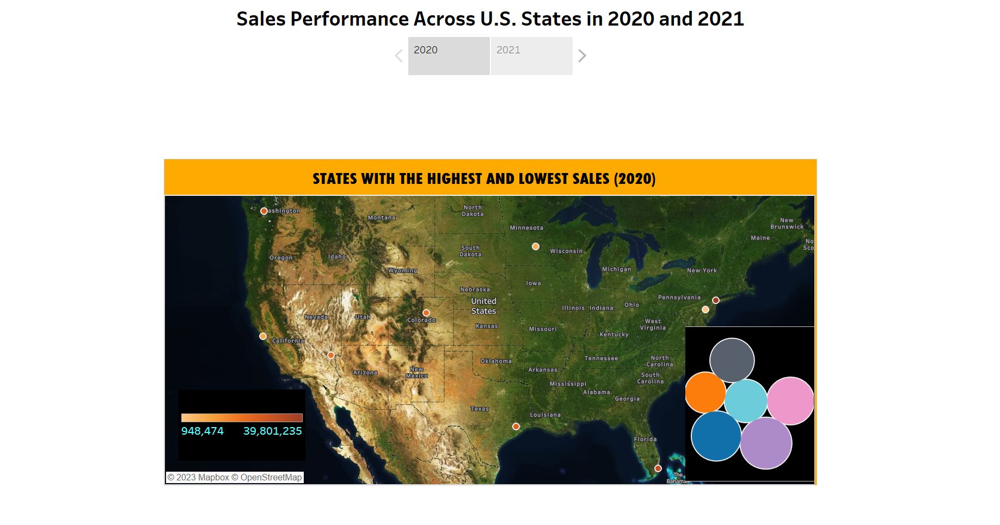 Sales Performance Across U.S. States in 2020 and 2021
2020
2021
STATES WITH THE HIGHEST AND LOWEST SALES (2020)
ashington
Montana
North
Dakota
Minnesota
New
Brunswick
Maine
No
Sco
Oregon
Idaho
South
Dakota
Wisconsin
Wyoming
Michigan
New York
Nebraska
Iowa
United
States
Pennsylvania
Nevada
Utah
Colorado
Kansas
Illinois
Indiana
Ohio
West
Virginia
Missouri
Kentucky
California
Oklahoma
Tennessee
North
Carolina
Arizona
New
Mexico
Arkansas
South
Carolina
Mississippi
Alabama
Georgia
Texas
Louisiana
Florida
The
Bahamas
948,474
39,801,235
© 2023 Mapbox © OpenStreetMap